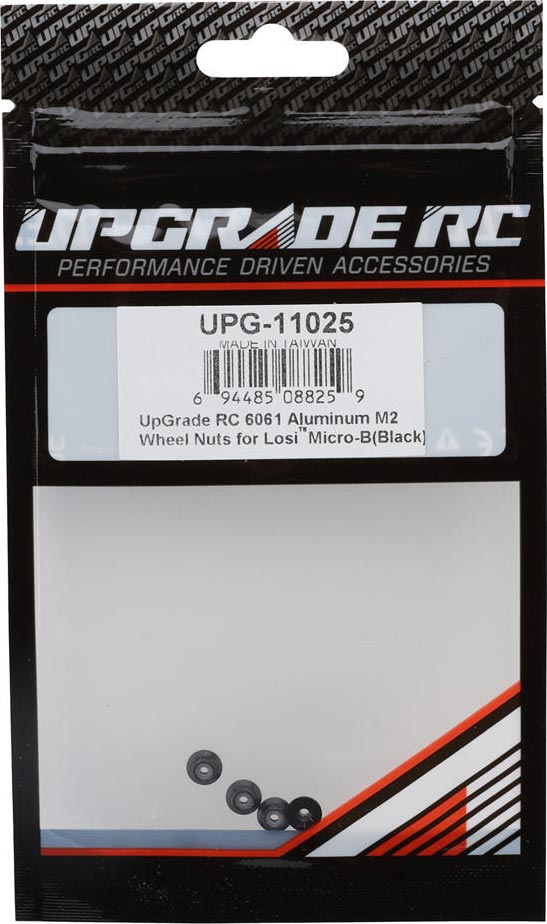 UPGRADE RC
PERFORMANCE DRIVEN ACCESSORIES
UPG-11025
MADE IN TAIWAN
6 94485 08825 9
UpGrade RC 6061 Aluminum M2
Wheel Nuts for Losi™ Micro-B(Black)